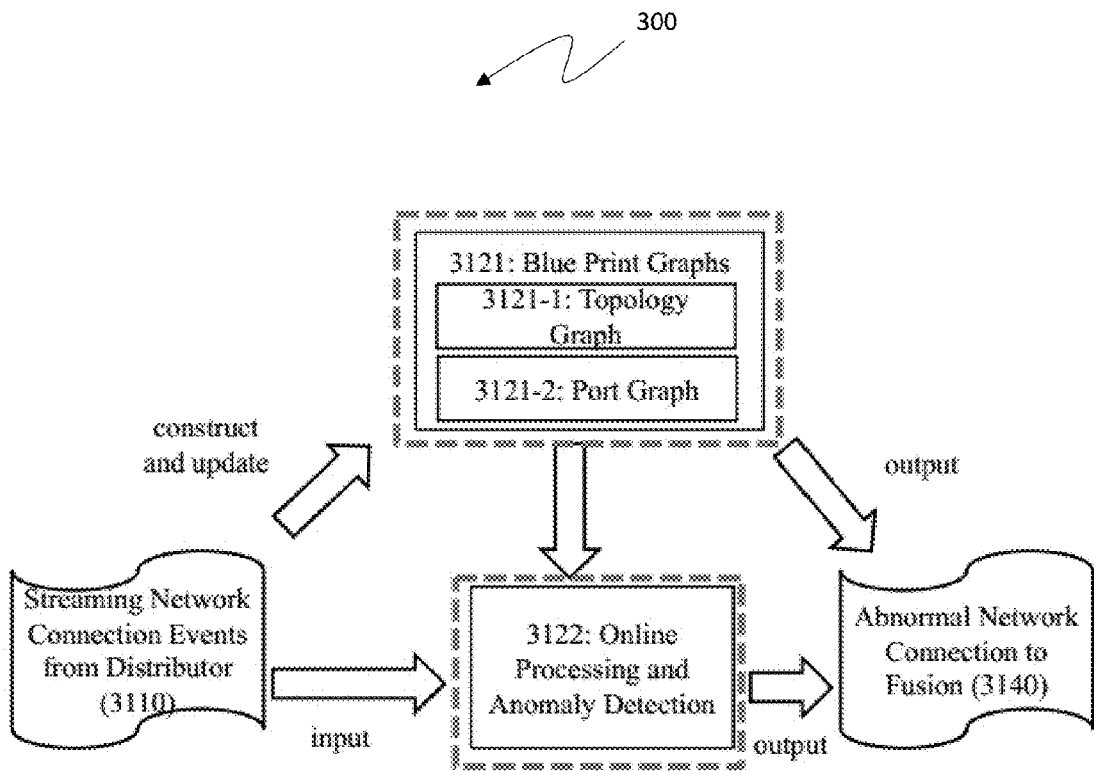 300
3121: Blue Print Graphs
3121-1: Topology
Graph
3121-2: Port Graph
construct
and update
output
Streaming Network
Connection Events
from Distributor
(3110)
input
3122: Online
Processing and
Anomaly Detection
output
Abnormal Network
Connection to
Fusion (3140)